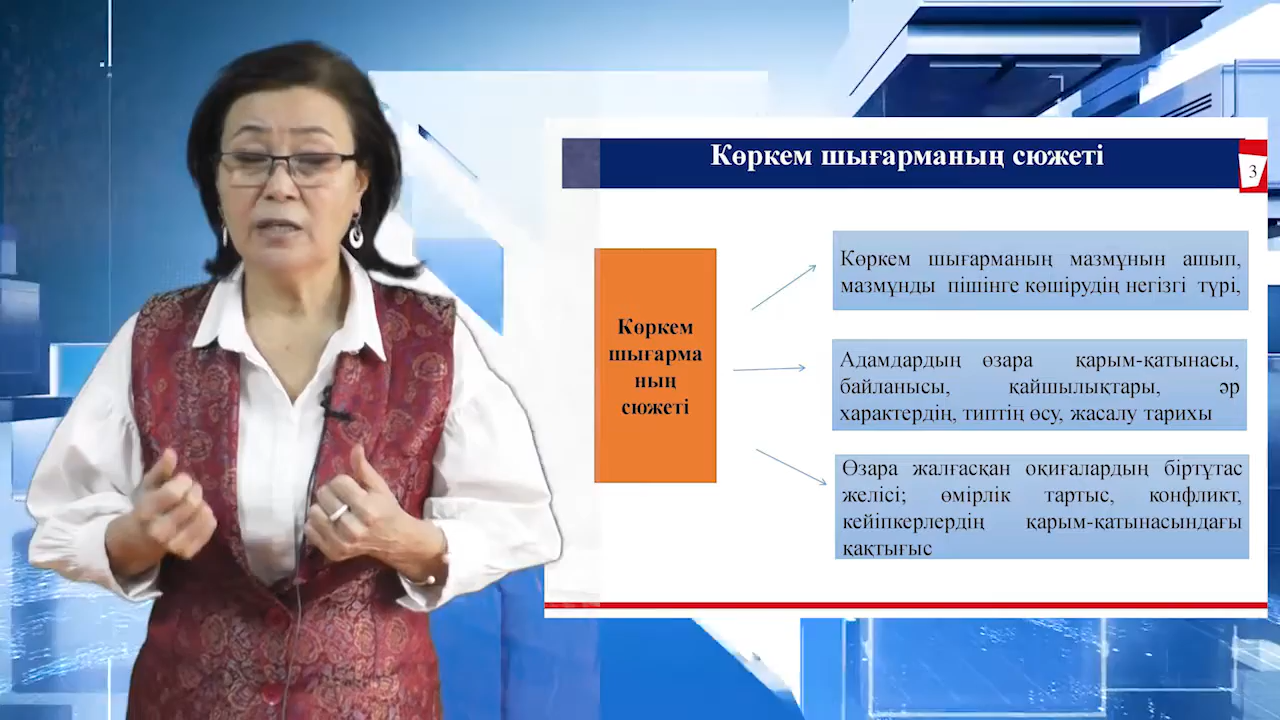 Көркем шығарманың сюжеті
3
Көркем
шығарма
ның
сюжеті
Көркем шығарманың мазмұнын ашып,
мазмұнды пішінге көшірудің негізгі түрі,
Адамдардың өзара қарым-қатынасы,
байланысы, қайшылықтары, әр
характердің, типтің өсу, жасалу тарихы
Өзара жалғасқан оқиғалардың біртұтас
желісі; өмірлік тартыс, конфликт,
кейіпкерлердің қарым-қатынасындағы
қақтығыс